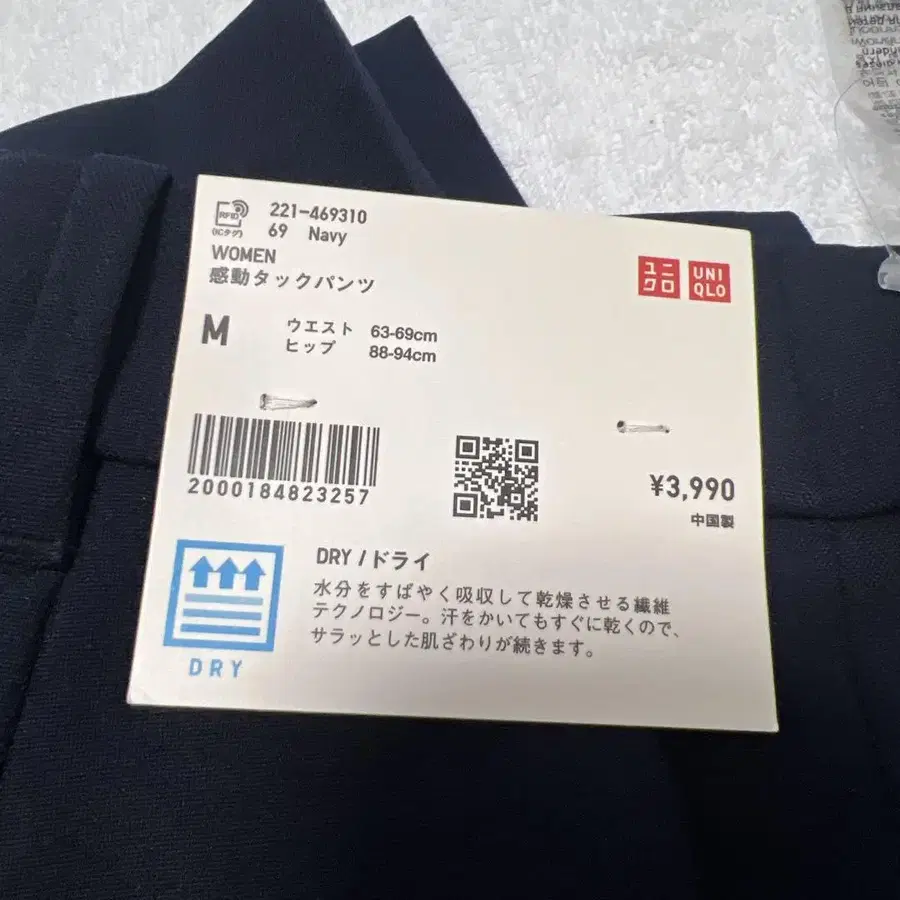 RFID
(ICタグ)
221-469310
69 Navy
WOMEN
感動タックパンツ
ユニクロ
UNIQLO
M
ウエスト 63-69cm
ヒップ 88-94cm
2000184823257
¥3,990
中国製
DRY
DRY / ドライ
水分をすばやく吸収して乾燥させる繊維
テクノロジー。汗をかいてもすぐに乾くので、
サラッとした肌ざわりが続きます。